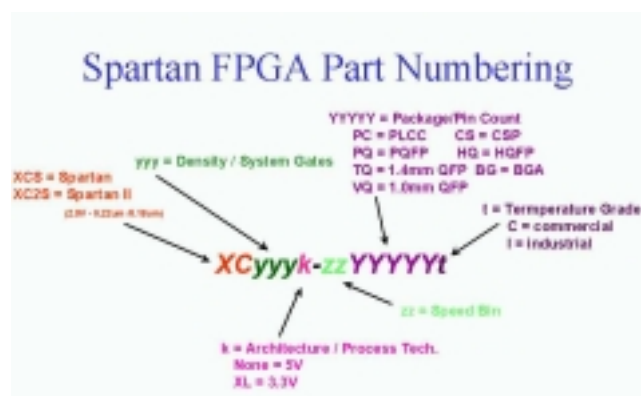 Spartan FPGA Part Numbering
YYYYY = Package/Pin Count
PC = PLCC CS = CSP
PQ = PQFP HQ = HQFP
TQ = 1.4mm QFP BG = BGA
VQ = 1.0mm QFP
yyy = Density / System Gates
XCS = Spartan
XC2S = Spartan II
t = Termperature Grade
C = commercial
I = industrial
XCyyyk-zzYYYYYt
zz = Speed Bin
k = Architecture / Process Tech.
None = 5V
XL = 3.3V